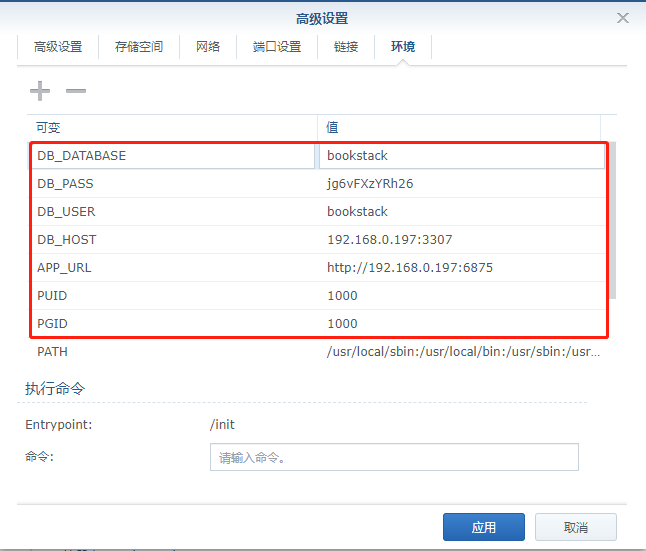 高级设置
高级设置 存储空间 网络 端口设置 链接 环境
可变 值
DB_DATABASE bookstack
DB_PASS jg6vFXzYRh26
DB_USER bookstack
DB_HOST 192.168.0.197:3307
APP_URL http://192.168.0.197:6875
PUID 1000
PGID 1000
PATH /usr/local/sbin:/usr/local/bin:/usr/sbin:/usr...
执行命令
Entrypoint: /init
命令: 请输入命令。
应用 取消